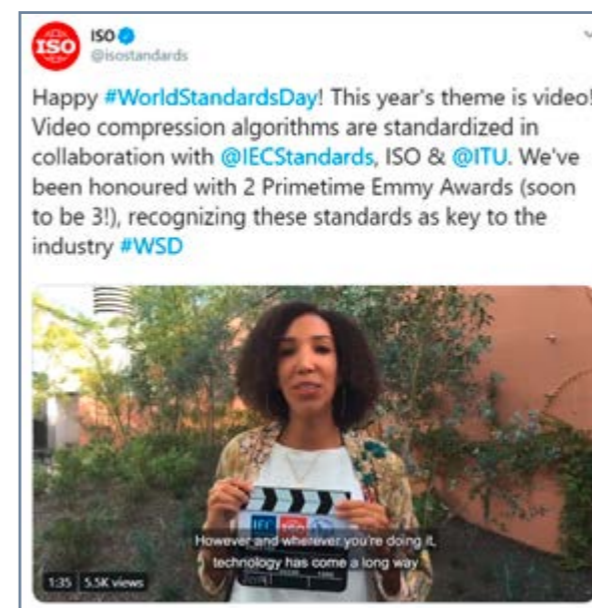 ISO
ISO
@isostandards
Happy #WorldStandardsDay! This year's theme is video!
Video compression algorithms are standardized in
collaboration with @IECStandards, ISO & @ITU. We've
been honoured with 2 Primetime Emmy Awards (soon
to be 3!), recognizing these standards as key to the
industry #WSD
IEC ISO
However and wherever you're doing it,
technology has come a long way
1:35 5.5K views